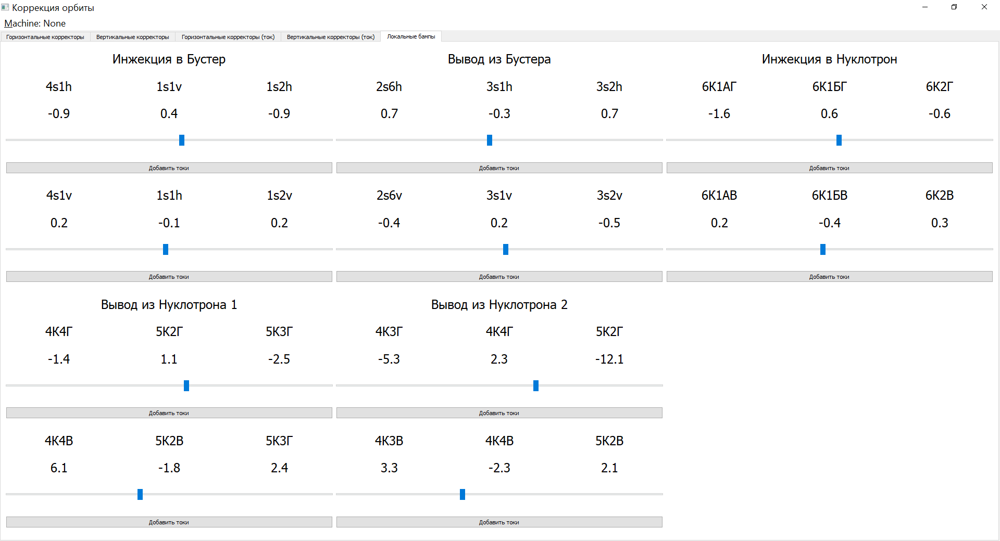 Коррекция орбиты
Machine: None
Горизонтальные корректоры Вертикальные корректоры Горизонтальные корректоры (ток) Вертикальные корректоры (ток) Локальные бампы
Инжекция в Бустер Вывод из Бустера Инжекция в Нуклотрон
4s1h 1s1v 1s2h 2s6h 3s1h 3s2h 6К1АГ 6К1БГ 6К2Г
-0.9 0.4 -0.9 0.7 -0.3 0.7 -1.6 0.6 -0.6
Добавить токи Добавить токи Добавить токи
4s1v 1s1h 1s2v 2s6v 3s1v 3s2v 6К1АВ 6К1БВ 6К2В
0.2 -0.1 0.2 -0.4 0.2 -0.5 0.2 -0.4 0.3
Добавить токи Добавить токи Добавить токи
Вывод из Нуклотрона 1 Вывод из Нуклотрона 2
4К4Г 5К2Г 5К3Г 4К3Г 4К4Г 5К2Г
-1.4 1.1 -2.5 -5.3 2.3 -12.1
Добавить токи Добавить токи
4К4В 5К2В 5К3Г 4К3В 4К4В 5К2В
6.1 -1.8 2.4 3.3 -2.3 2.1
Добавить токи Добавить токи